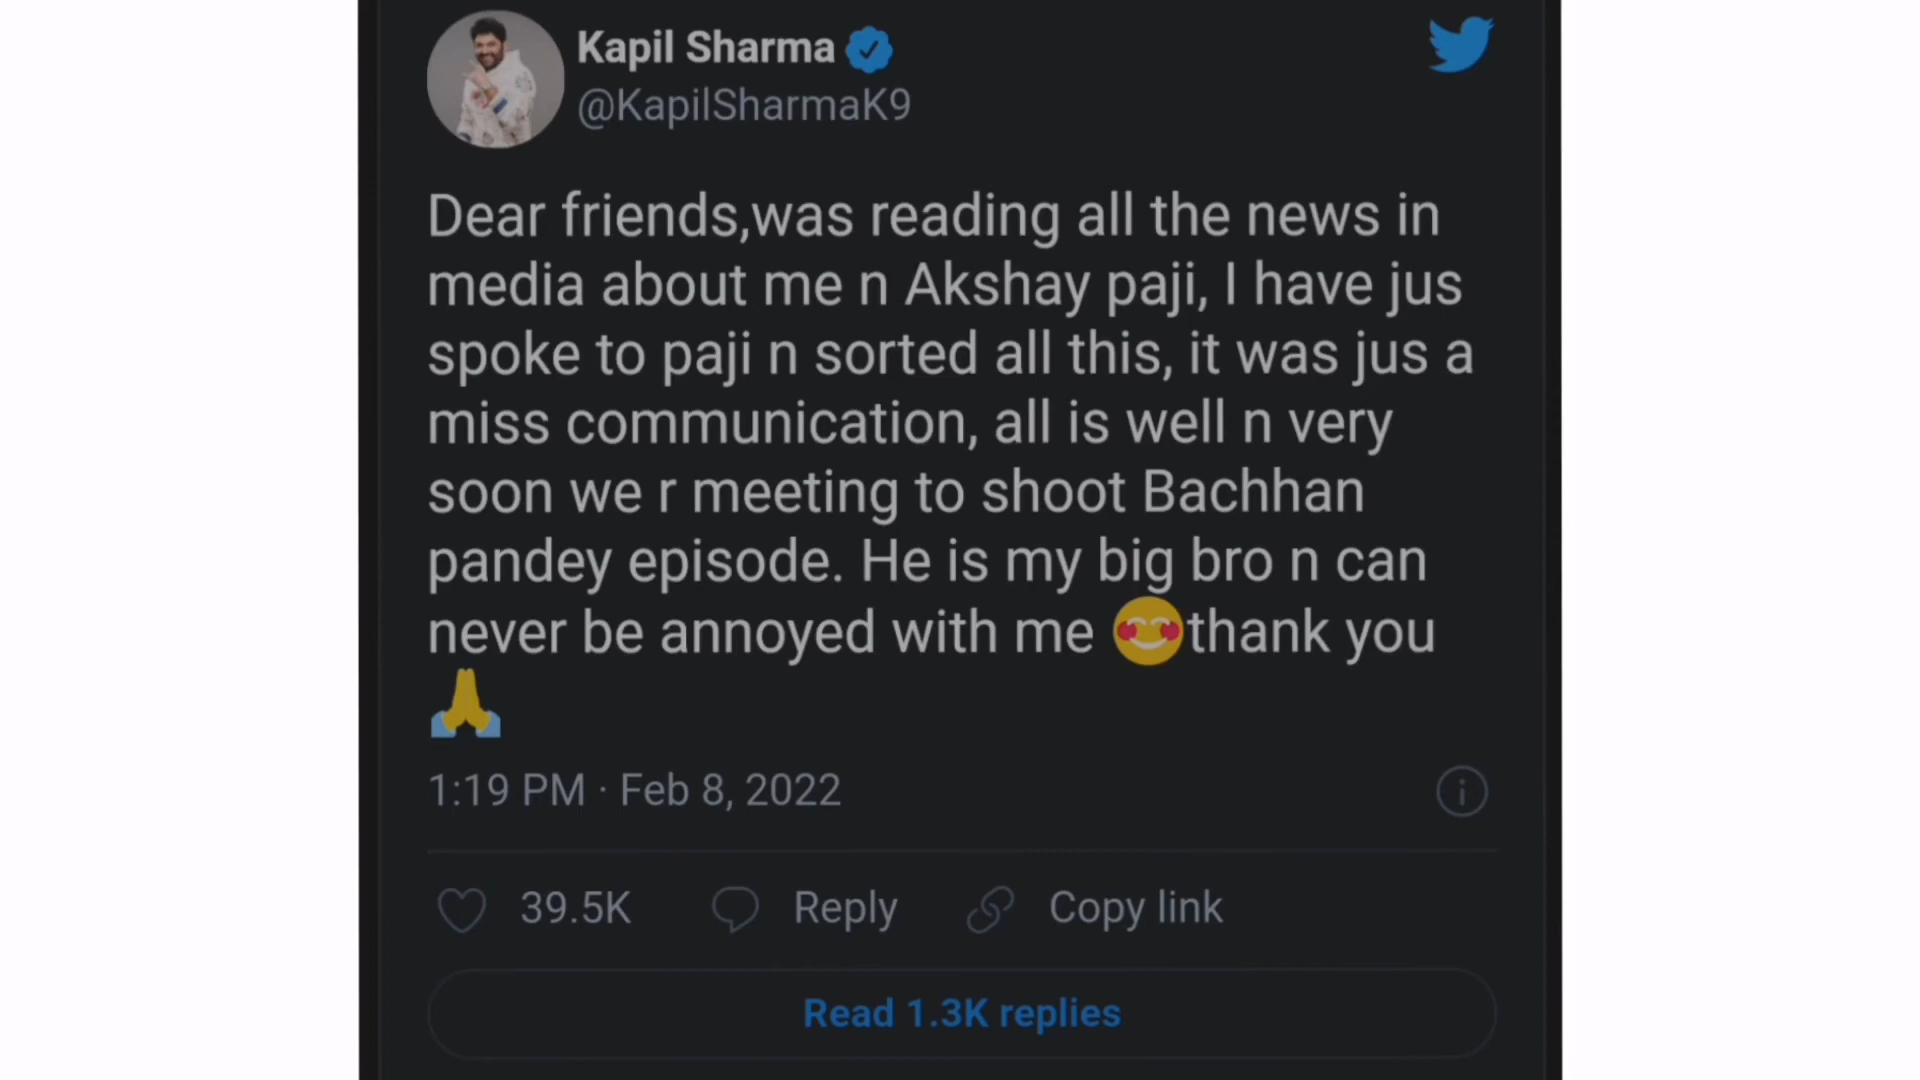 Kapil Sharma
@KapilSharmaK9
Dear friends,was reading all the news in
media about me n Akshay paji, I have jus
spoke to paji n sorted all this, it was jus a
miss communication, all is well n very
soon we r meeting to shoot Bachhan
pandey episode. He is my big bro n can
never be annoyed with me 😊thank you
🙏
1:19 PM · Feb 8, 2022
39.5K Reply Copy link
Read 1.3K replies